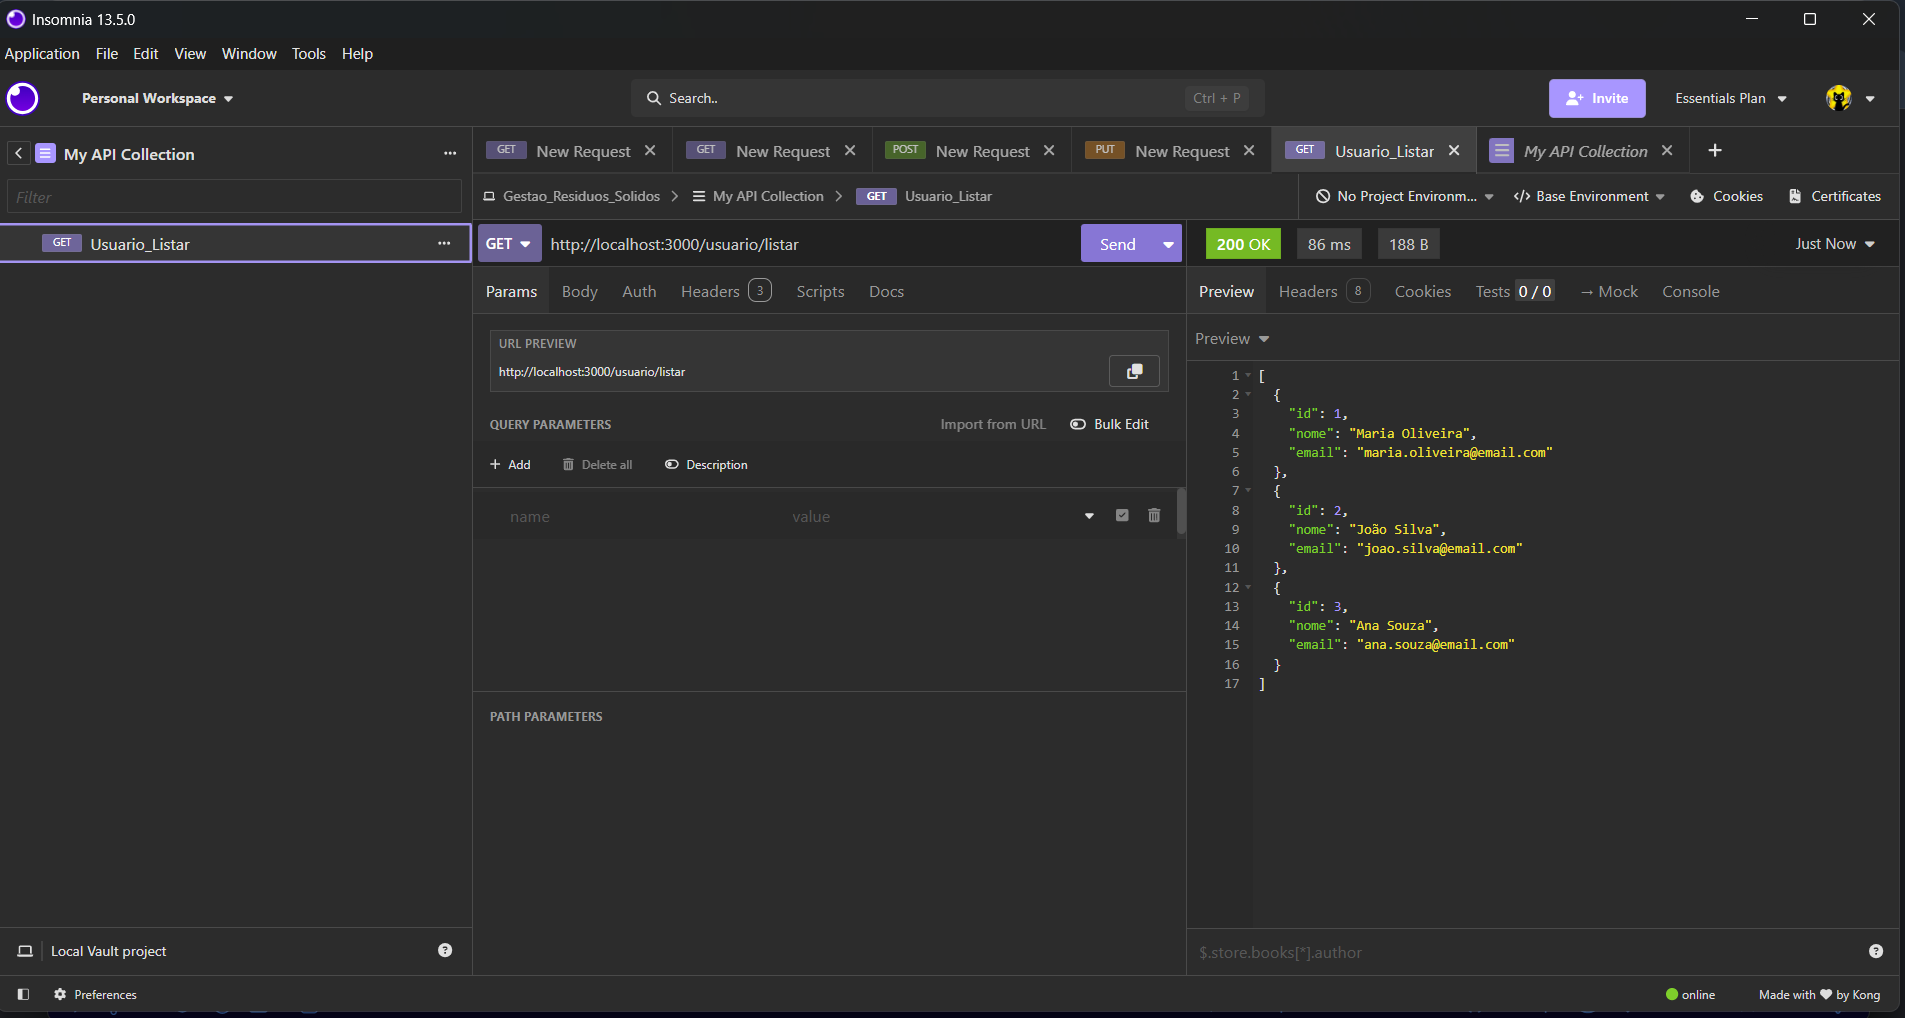 Insomnia 13.5.0
Application File Edit View Window Tools Help
Personal Workspace
Search..
Ctrl + P
Invite
Essentials Plan
My API Collection
Filter
GET Usuario_Listar
GET New Request
GET New Request
POST New Request
PUT New Request
GET Usuario_Listar
My API Collection
Gestao_Residuos_Solidos
My API Collection
GET Usuario_Listar
No Project Environm...
Base Environment
Cookies
Certificates
GET http://localhost:3000/usuario/listar
Send
200 OK
86 ms
188 B
Just Now
Params Body Auth Headers 3 Scripts Docs
URL PREVIEW
http://localhost:3000/usuario/listar
QUERY PARAMETERS
Import from URL
Bulk Edit
Add
Delete all
Description
name
value
PATH PARAMETERS
Preview Headers 8 Cookies Tests 0 / 0 → Mock Console
Preview
1 [
2 {
3 "id": 1,
4 "nome": "Maria Oliveira",
5 "email": "maria.oliveira@email.com"
6 },
7 {
8 "id": 2,
9 "nome": "João Silva",
10 "email": "joao.silva@email.com"
11 },
12 {
13 "id": 3,
14 "nome": "Ana Souza",
15 "email": "ana.souza@email.com"
16 }
17 ]
$.store.books[*].author
Local Vault project
Preferences
online
Made with ♥ by Kong